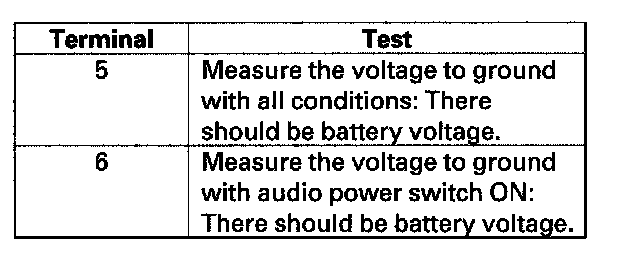 Terminal Test
5 Measure the voltage to ground
with all conditions: There
should be battery voltage.
6 Measure the voltage to ground
with audio power switch ON:
There should be battery voltage.